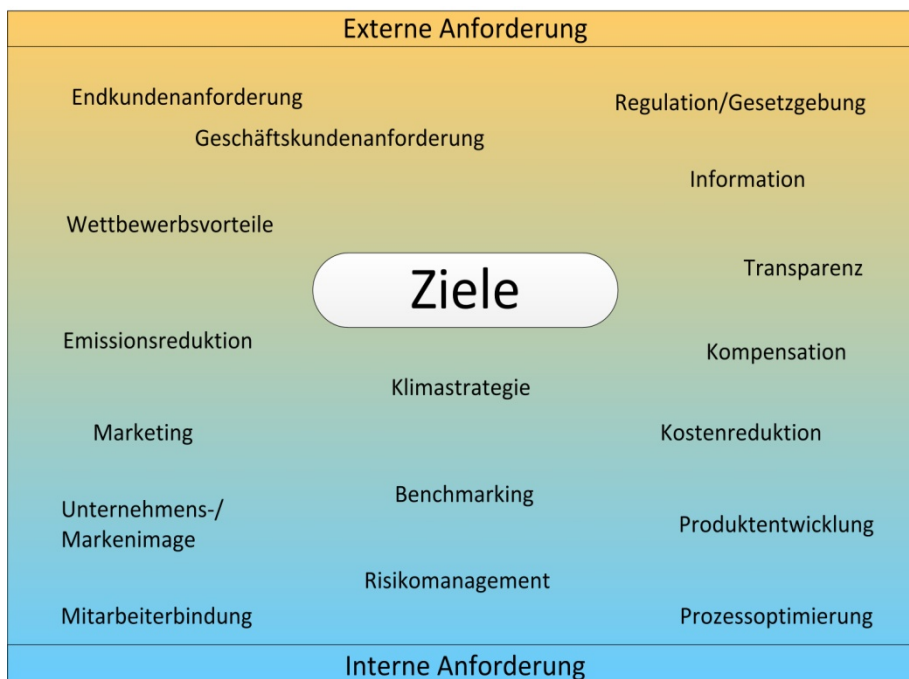 Externe Anforderung
Endkundenanforderung
Regulation/Gesetzgebung
Geschäftskundenanforderung
Information
Wettbewerbsvorteile
Transparenz
Ziele
Emissionsreduktion
Kompensation
Klimastrategie
Marketing
Kostenreduktion
Benchmarking
Unternehmens-/
Markenimage
Produktentwicklung
Risikomanagement
Mitarbeiterbindung
Prozessoptimierung
Interne Anforderung